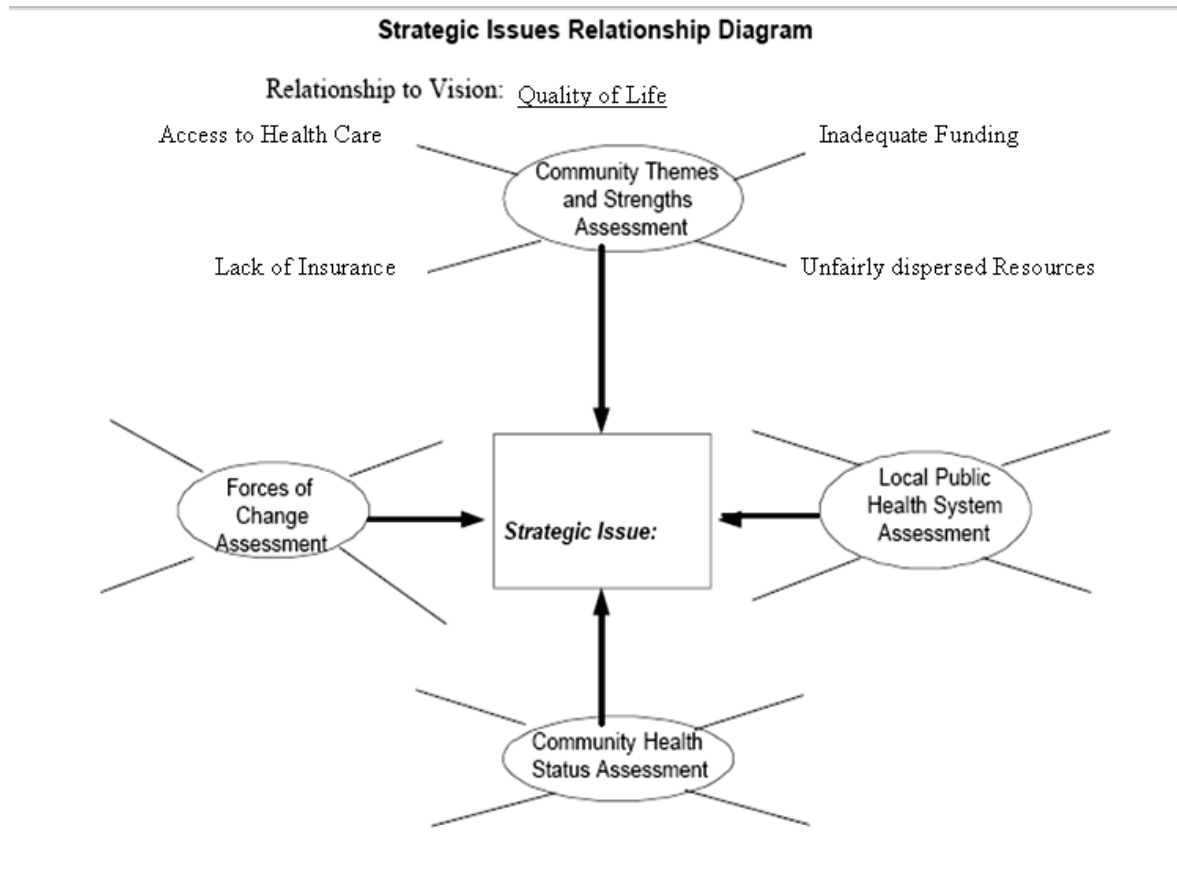 Strategic Issues Relationship Diagram
Relationship to Vision: Quality of Life
Access to Health Care
Inadequate Funding
Community Themes
and Strengths
Assessment
Lack of Insurance
Unfairly dispersed Resources
Forces of
Change
Assessment
Strategic Issue:
Local Public
Health System
Assessment
Community Health
Status Assessment